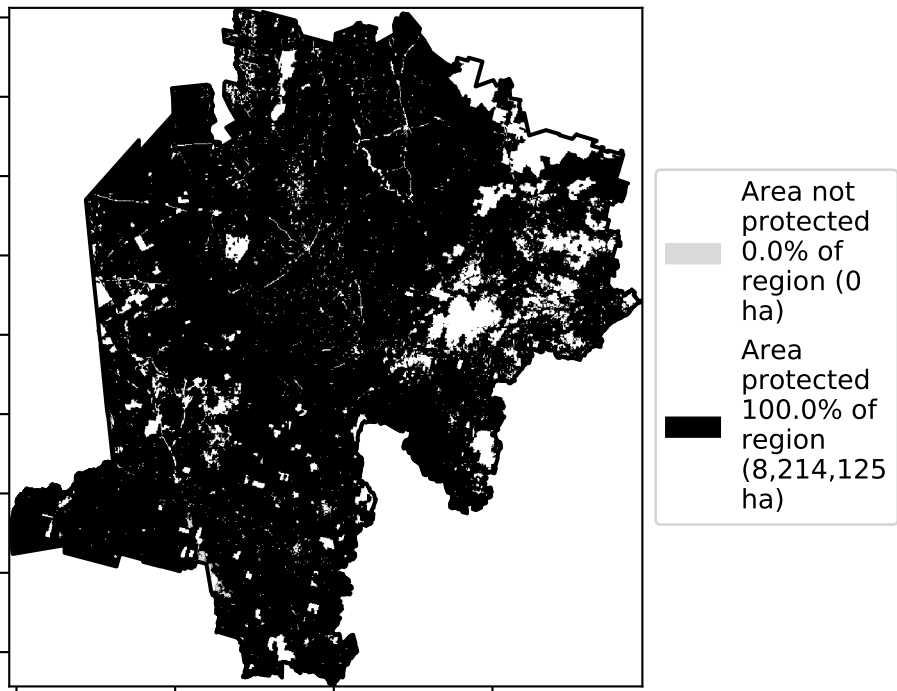 Area not
protected
0.0% of
region (0
ha)
Area
protected
100.0% of
region
(8,214,125
ha)